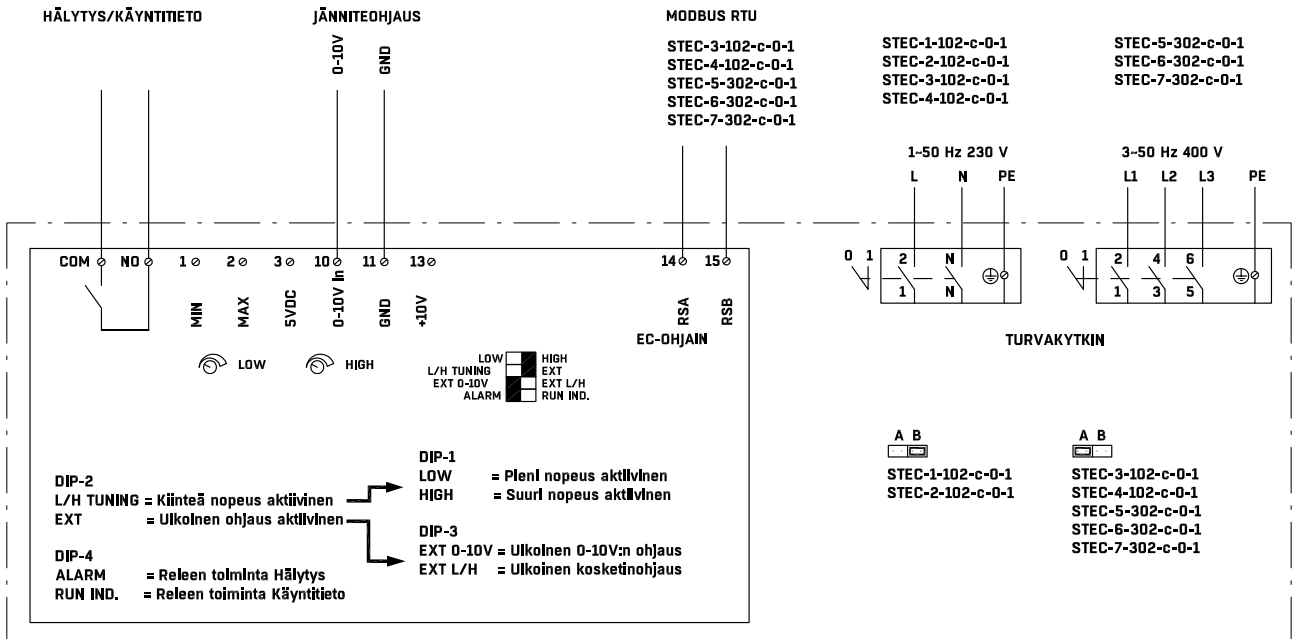 HÄLYTYS/KÄYNTITIETO
JÄNNITEOHJAUS
0-10V
GND
MODBUS RTU
STEC-3-102-c-0-1
STEC-4-102-c-0-1
STEC-5-302-c-0-1
STEC-6-302-c-0-1
STEC-7-302-c-0-1
STEC-1-102-c-0-1
STEC-2-102-c-0-1
STEC-3-102-c-0-1
STEC-4-102-c-0-1
STEC-5-302-c-0-1
STEC-6-302-c-0-1
STEC-7-302-c-0-1
1~50 Hz 230 V
L N PE
3~50 Hz 400 V
L1 L2 L3 PE
COM NO 1 2 3 10 11 13 14 15
MIN
MAX
5VDC
0-10V In
GND
+10V
RSA
RSB
EC-OHJAIN
0 1
2 N
1 N
0 1
2 4 6
1 3 5
TURVAKYTKIN
LOW
HIGH
LOW HIGH
L/H TUNING EXT
EXT 0-10V EXT L/H
ALARM RUN IND.
A B
STEC-1-102-c-0-1
STEC-2-102-c-0-1
A B
STEC-3-102-c-0-1
STEC-4-102-c-0-1
STEC-5-302-c-0-1
STEC-6-302-c-0-1
STEC-7-302-c-0-1
DIP-2
L/H TUNING = Kiinteä nopeus aktiivinen
EXT = Ulkoinen ohjaus aktiivinen
DIP-4
ALARM = Releen toiminta Hälytys
RUN IND. = Releen toiminta Käyntitieto
DIP-1
LOW = Pieni nopeus aktiivinen
HIGH = Suuri nopeus aktiivinen
DIP-3
EXT 0-10V = Ulkoinen 0-10V:n ohjaus
EXT L/H = Ulkoinen kosketinohjaus